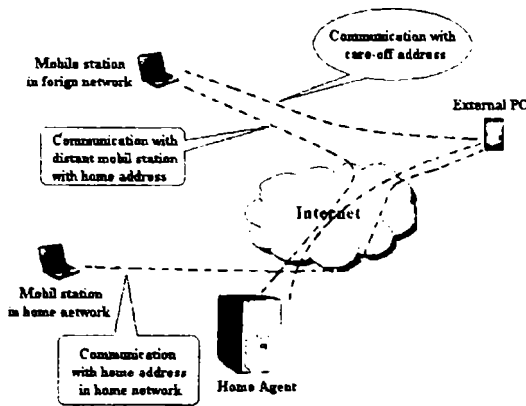 Communication with
care-off address
Mobile station
in forign network
External PC
Communication with
distant mobil station
with home address
Internet
Mobil station
in home network
Communication
with home address
in home network
Home Agent